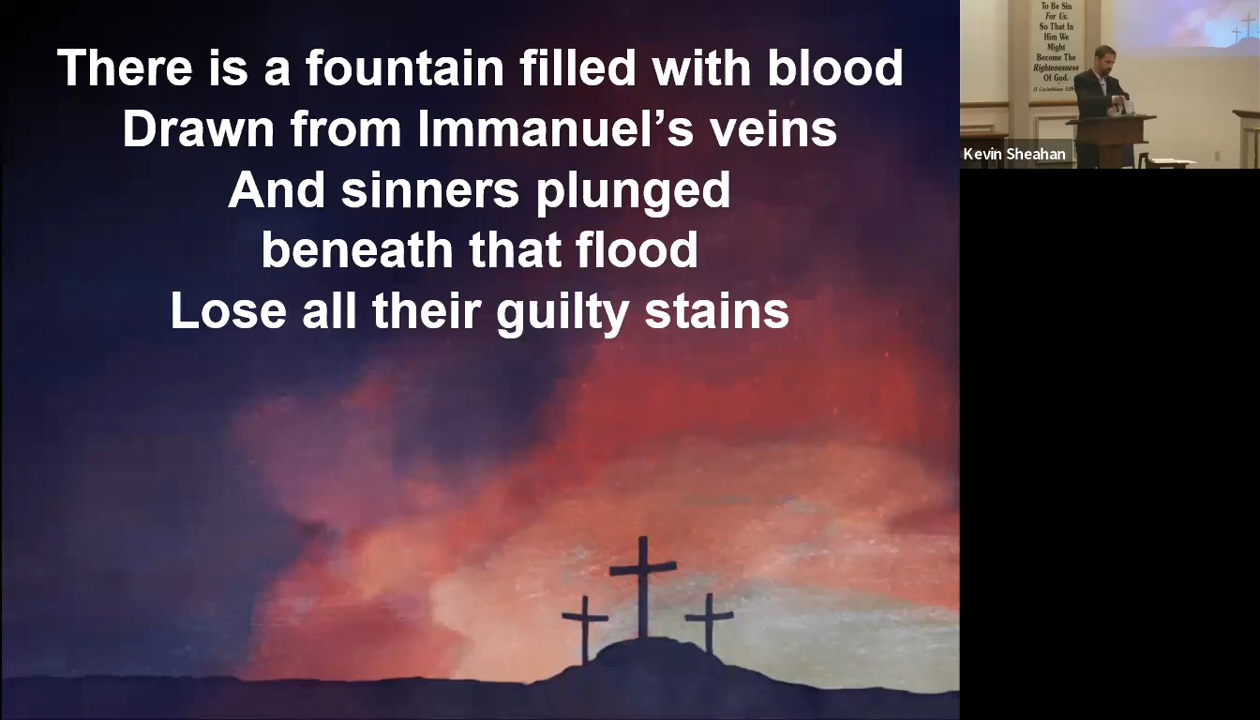 There is a fountain filled with blood
Drawn from Immanuel’s veins
And sinners plunged
beneath that flood
Lose all their guilty stains
To Be Sin
For Us,
So That In
Him We
Might
Become The
Righteousness
Of God.
Kevin Sheahan